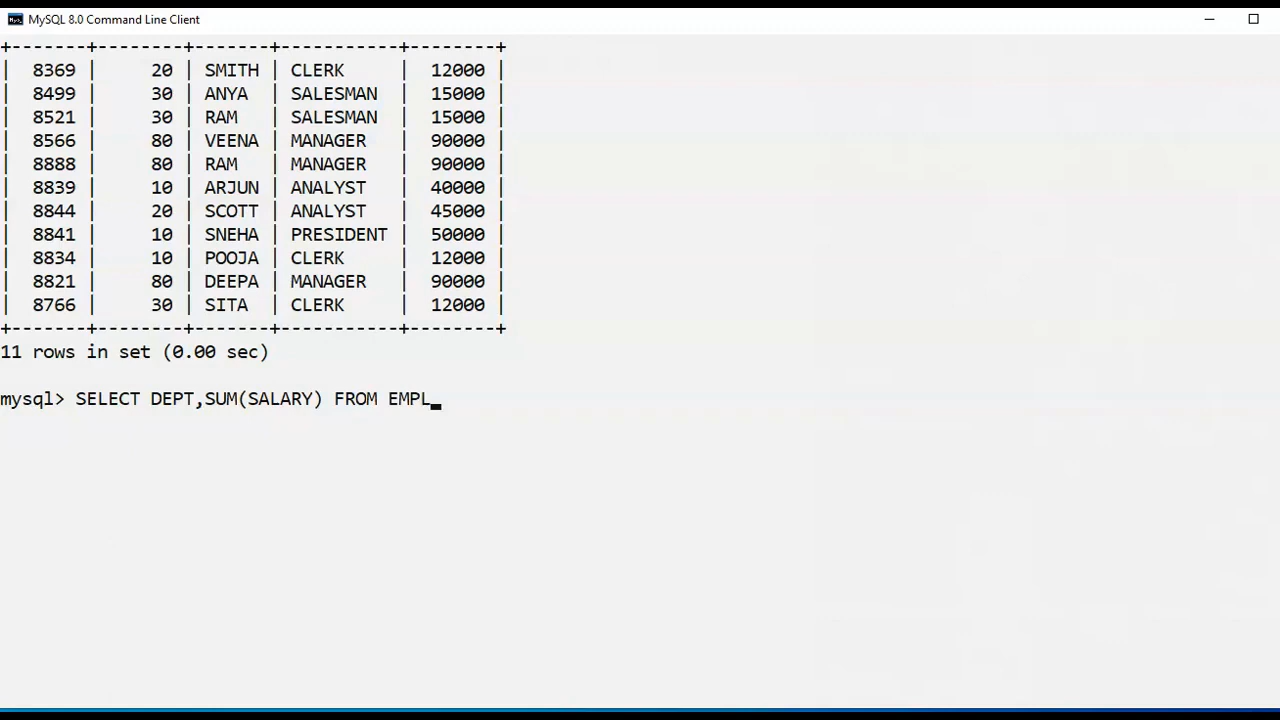 MySQL 8.0 Command Line Client
+-------+--------+-------+-----------+--------+
|  8369 |     20 | SMITH | CLERK     |  12000 |
|  8499 |     30 | ANYA  | SALESMAN  |  15000 |
|  8521 |     30 | RAM   | SALESMAN  |  15000 |
|  8566 |     80 | VEENA | MANAGER   |  90000 |
|  8888 |     80 | RAM   | MANAGER   |  90000 |
|  8839 |     10 | ARJUN | ANALYST   |  40000 |
|  8844 |     20 | SCOTT | ANALYST   |  45000 |
|  8841 |     10 | SNEHA | PRESIDENT |  50000 |
|  8834 |     10 | POOJA | CLERK     |  12000 |
|  8821 |     80 | DEEPA | MANAGER   |  90000 |
|  8766 |     30 | SITA  | CLERK     |  12000 |
+-------+--------+-------+-----------+--------+
11 rows in set (0.00 sec)
mysql> SELECT DEPT,SUM(SALARY) FROM EMPL_